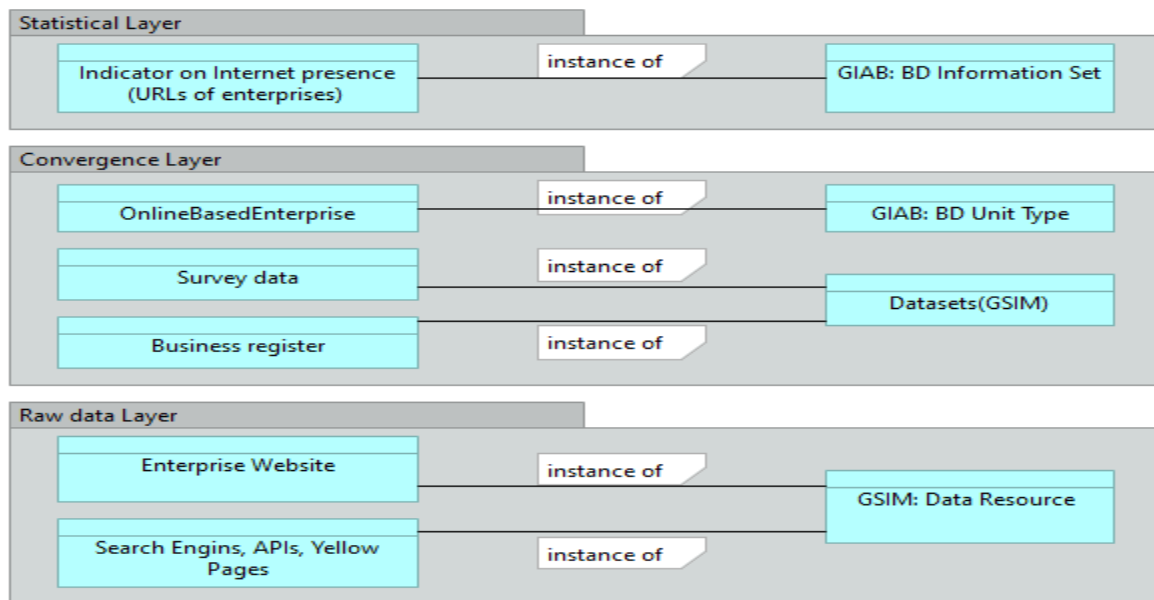 Statistical Layer
Indicator on Internet presence
(URLs of enterprises)
instance of
GIAB: BD Information Set
Convergence Layer
OnlineBasedEnterprise
instance of
GIAB: BD Unit Type
Survey data
instance of
Datasets(GSIM)
Business register
instance of
Raw data Layer
Enterprise Website
instance of
GSIM: Data Resource
Search Engins, APIs, Yellow
Pages
instance of